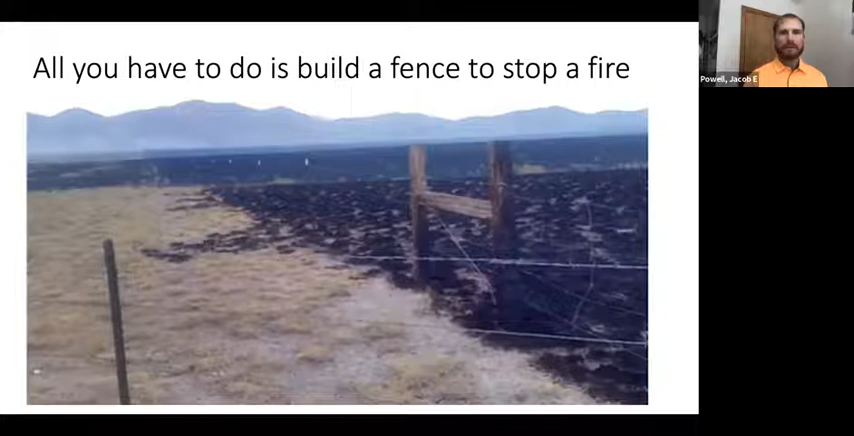 All you have to do is build a fence to stop a fire
Powell, Jacob E